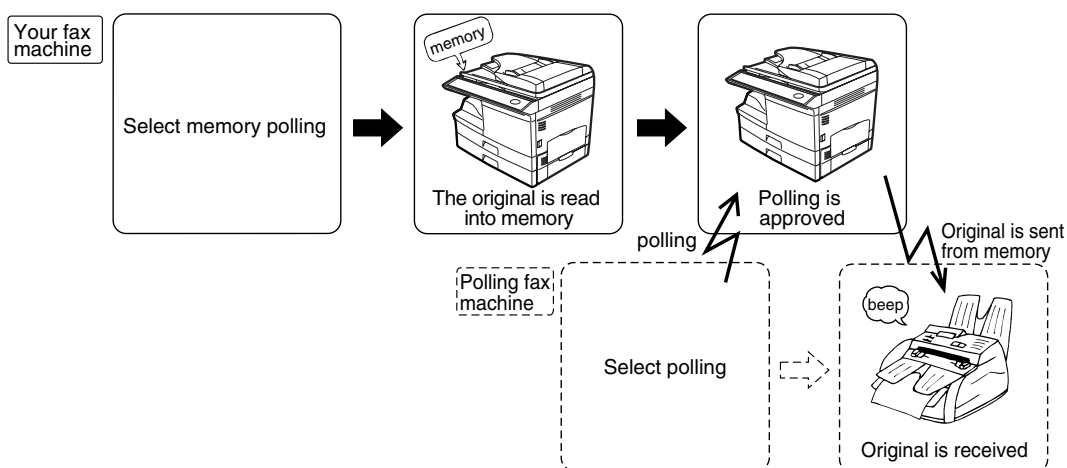 Your fax
machine
Select memory polling
memory
The original is read
into memory
Polling is
approved
polling
Original is sent
from memory
Polling fax
machine
Select polling
beep
Original is received